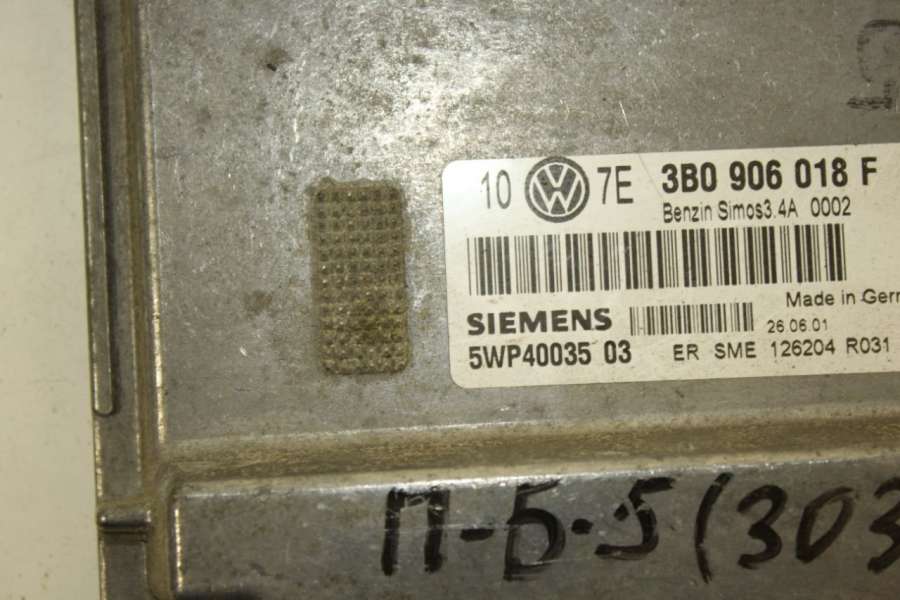 10 7E 3B0 906 018 F
Benzin Simos3.4A 0002
Made in Germ
SIEMENS 26.06.01
5WP40035 03 ER SME 126204 R031
П-Б-5 (303